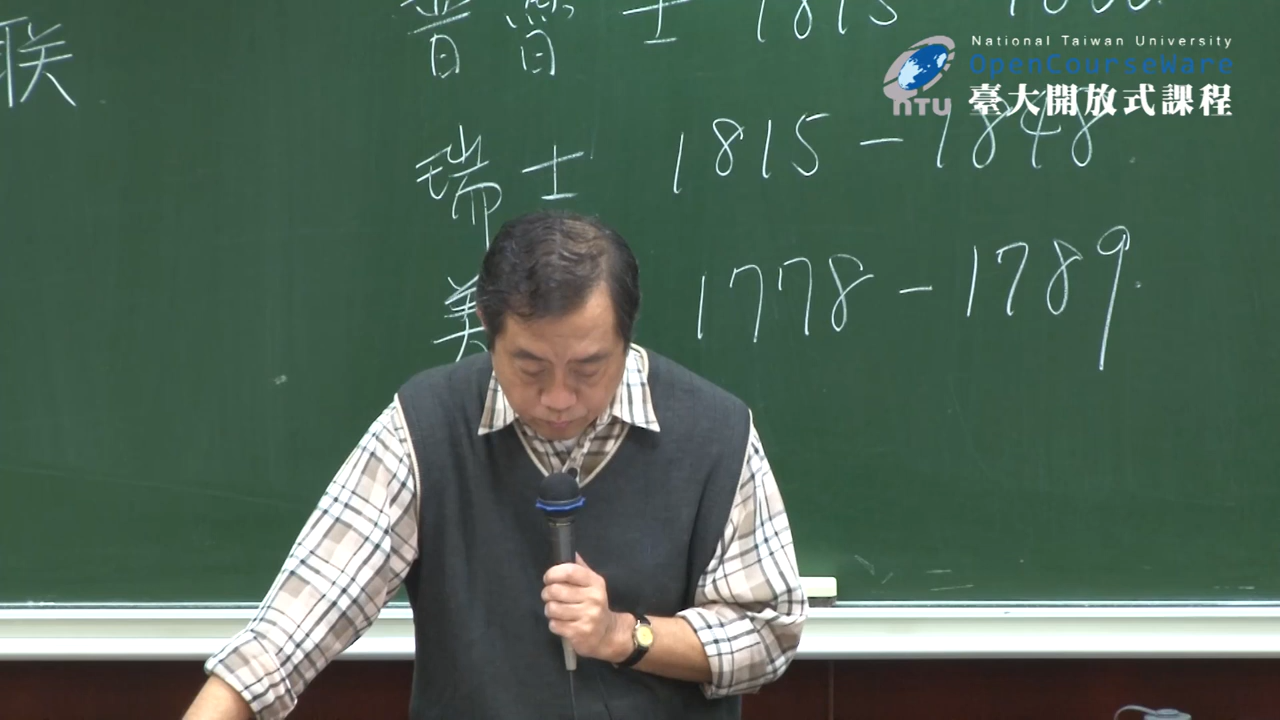 National Taiwan University
OpenCourseWare
NTU 臺大開放式課程
联
普魯士 1815 -
瑞士 1815 - 1848
美 1778 - 1789